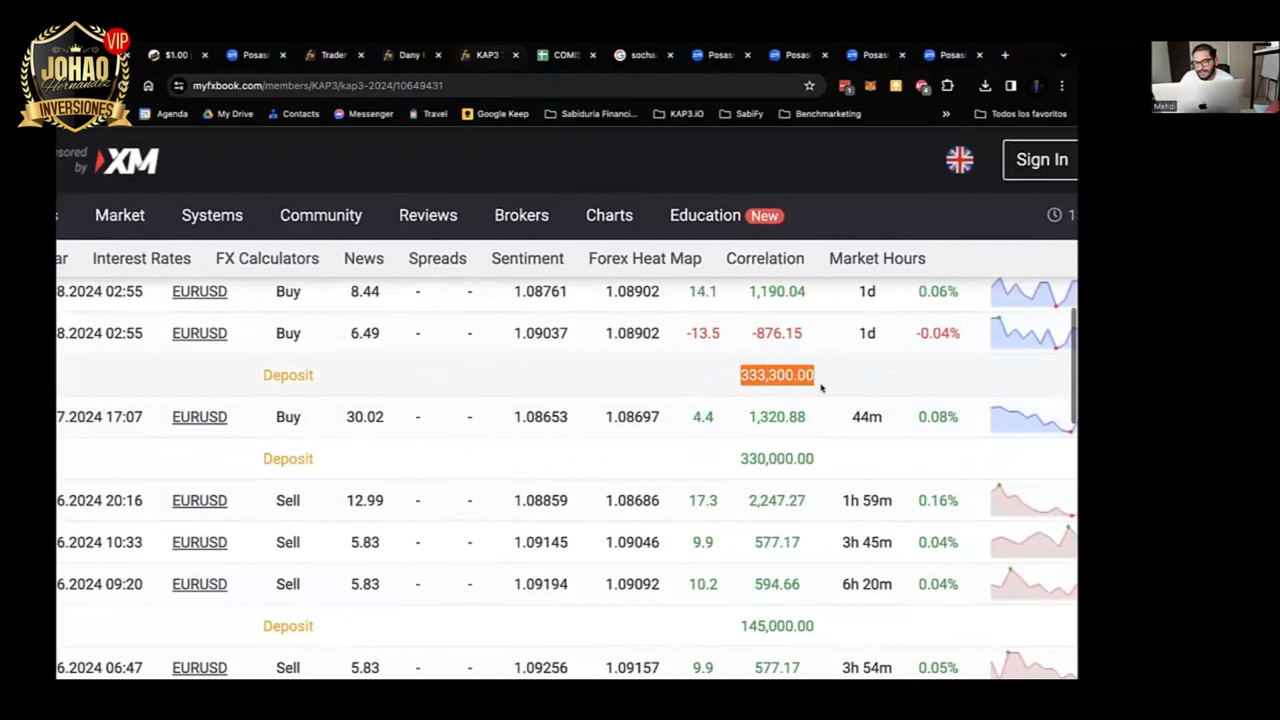 VIP
JOHAO
Hernandez
INVERSIONES
$1.00
Posasi
Trader
Dany
KAP3
COMIS
socha
Posasi
Posasi
Posasi
Posasi
myfxbook.com/members/KAP3/kap3-2024/10649431
Agenda My Drive Contacts Messenger Travel Google Keep Sabiduria Financi... KAP3.iO SabiFy Benchmarketing » Todos los favoritos
Mehdi
sored
by
XM
Sign In
s Market Systems Community Reviews Brokers Charts Education New 1
ar Interest Rates FX Calculators News Spreads Sentiment Forex Heat Map Correlation Market Hours
8.2024 02:55 EURUSD Buy 8.44 - - 1.08761 1.08902 14.1 1,190.04 1d 0.06%
8.2024 02:55 EURUSD Buy 6.49 - - 1.09037 1.08902 -13.5 -876.15 1d -0.04%
Deposit 333,300.00
7.2024 17:07 EURUSD Buy 30.02 - - 1.08653 1.08697 4.4 1,320.88 44m 0.08%
Deposit 330,000.00
6.2024 20:16 EURUSD Sell 12.99 - - 1.08859 1.08686 17.3 2,247.27 1h 59m 0.16%
6.2024 10:33 EURUSD Sell 5.83 - - 1.09145 1.09046 9.9 577.17 3h 45m 0.04%
6.2024 09:20 EURUSD Sell 5.83 - - 1.09194 1.09092 10.2 594.66 6h 20m 0.04%
Deposit 145,000.00
6.2024 06:47 EURUSD Sell 5.83 - - 1.09256 1.09157 9.9 577.17 3h 54m 0.05%